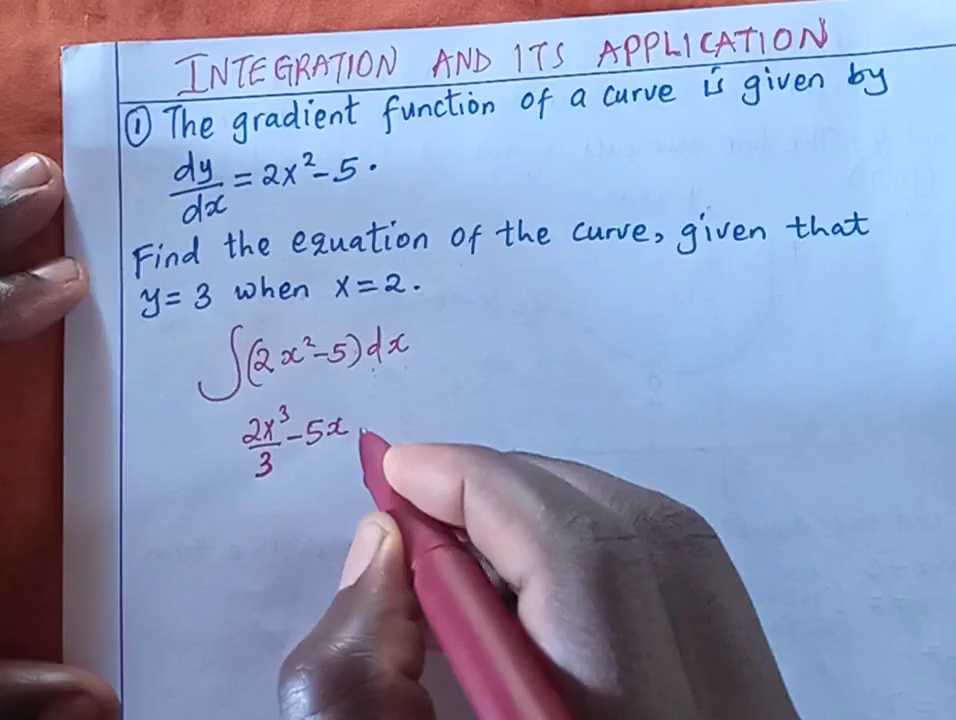 INTEGRATION AND ITS APPLICATION
① The gradient function of a curve is given by
dy/dx = 2x² - 5.
Find the equation of the curve, given that
y = 3 when x = 2.
∫(2x² - 5) dx
2x³/3 - 5x